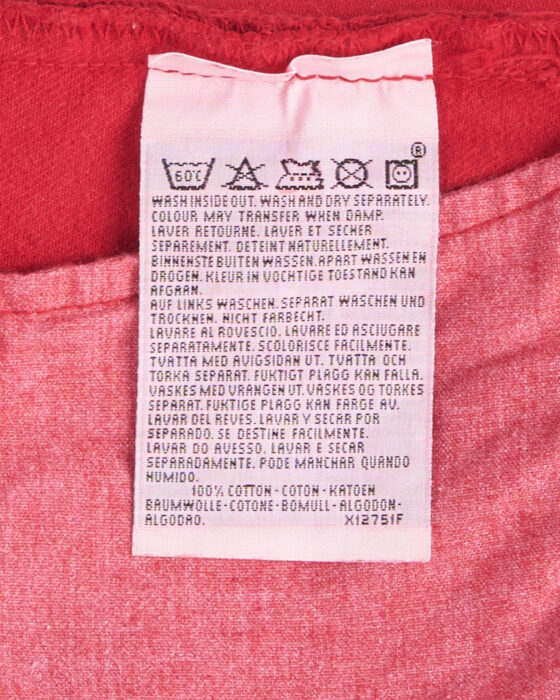 ®
60°C
WASH INSIDE OUT. WASH AND DRY SEPARATELY.
COLOUR MAY TRANSFER WHEN DAMP.
LAVER RETOURNE. LAVER ET SECHER
SEPAREMENT. DETEINT NATURELLEMENT.
BINNENSTE BUITEN WASSEN. APART WASSEN EN
DROGEN. KLEUR IN VOCHTIGE TOESTAND KAN
AFGAAN.
AUF LINKS WASCHEN. SEPARAT WASCHEN UND
TROCKNEN. NICHT FARBECHT.
LAVARE AL ROVESCIO. LAVARE ED ASCIUGARE
SEPARATAMENTE. SCOLORISCE FACILMENTE.
TVATTA MED AVIGSIDAN UT. TVATTA OCH
TORKA SEPARAT. FUKTIGT PLAGG KAN FALLA.
VASKES MED VRANGEN UT. VASKES OG TORKES
SEPARAT. FUKTIGE PLAGG KAN FARGE AV.
LAVAR DEL REVES. LAVAR Y SECAR POR
SEPARADO. SE DESTINE FACILMENTE.
LAVAR DO AVESSO. LAVAR E SECAR
SEPARADAMENTE. PODE MANCHAR QUANDO
HUMIDO.
100% COTTON - COTON - KATOEN
BAUMWOLLE - COTONE - BOMULL - ALGODON -
ALGODAO. X12751F